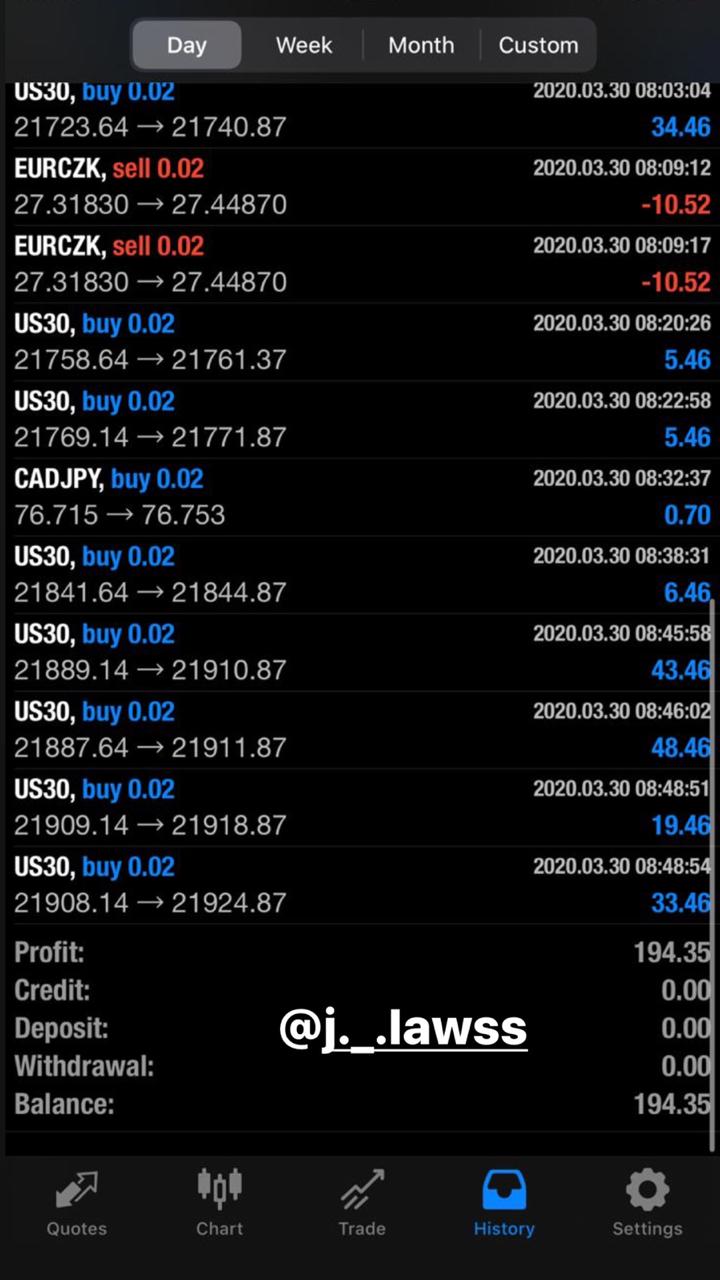 Day Week Month Custom
US30, buy 0.02 2020.03.30 08:03:04
21723.64 → 21740.87 34.46
EURCZK, sell 0.02 2020.03.30 08:09:12
27.31830 → 27.44870 -10.52
EURCZK, sell 0.02 2020.03.30 08:09:17
27.31830 → 27.44870 -10.52
US30, buy 0.02 2020.03.30 08:20:26
21758.64 → 21761.37 5.46
US30, buy 0.02 2020.03.30 08:22:58
21769.14 → 21771.87 5.46
CADJPY, buy 0.02 2020.03.30 08:32:37
76.715 → 76.753 0.70
US30, buy 0.02 2020.03.30 08:38:31
21841.64 → 21844.87 6.46
US30, buy 0.02 2020.03.30 08:45:58
21889.14 → 21910.87 43.46
US30, buy 0.02 2020.03.30 08:46:02
21887.64 → 21911.87 48.46
US30, buy 0.02 2020.03.30 08:48:51
21909.14 → 21918.87 19.46
US30, buy 0.02 2020.03.30 08:48:54
21908.14 → 21924.87 33.46
Profit: 194.35
Credit: 0.00
Deposit: 0.00
@j._.lawss
Withdrawal: 0.00
Balance: 194.35
Quotes Chart Trade History Settings